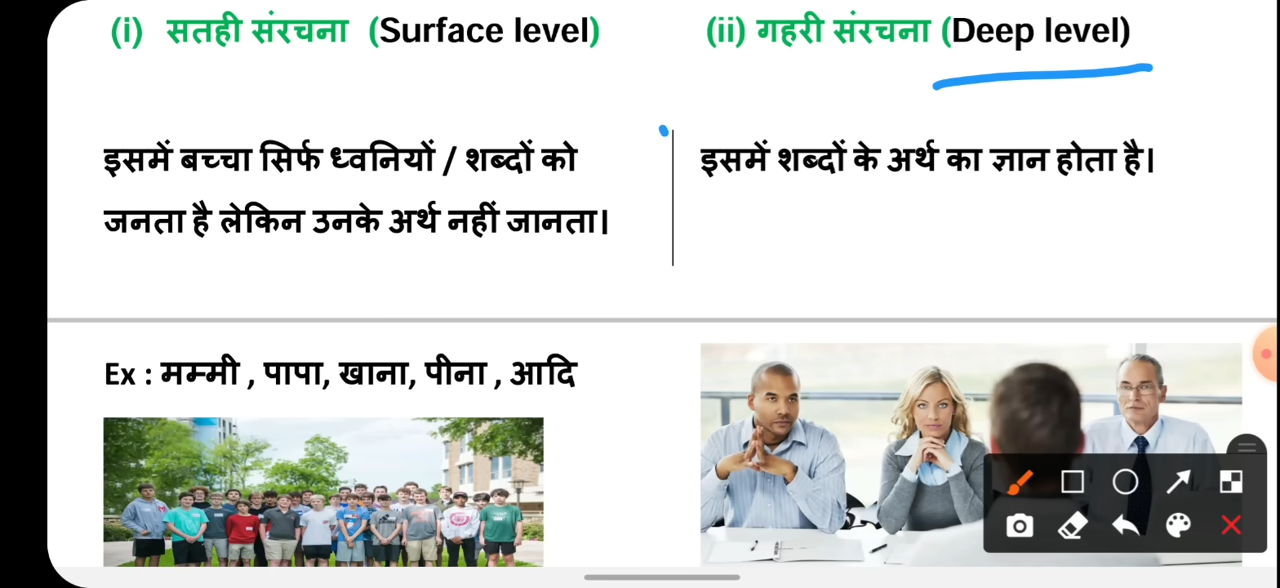 (i) सतही संरचना (Surface level)
(ii) गहरी संरचना (Deep level)
इसमें बच्चा सिर्फ ध्वनियों / शब्दों को
जनता है लेकिन उनके अर्थ नहीं जानता।
इसमें शब्दों के अर्थ का ज्ञान होता है।
Ex : मम्मी , पापा, खाना, पीना , आदि